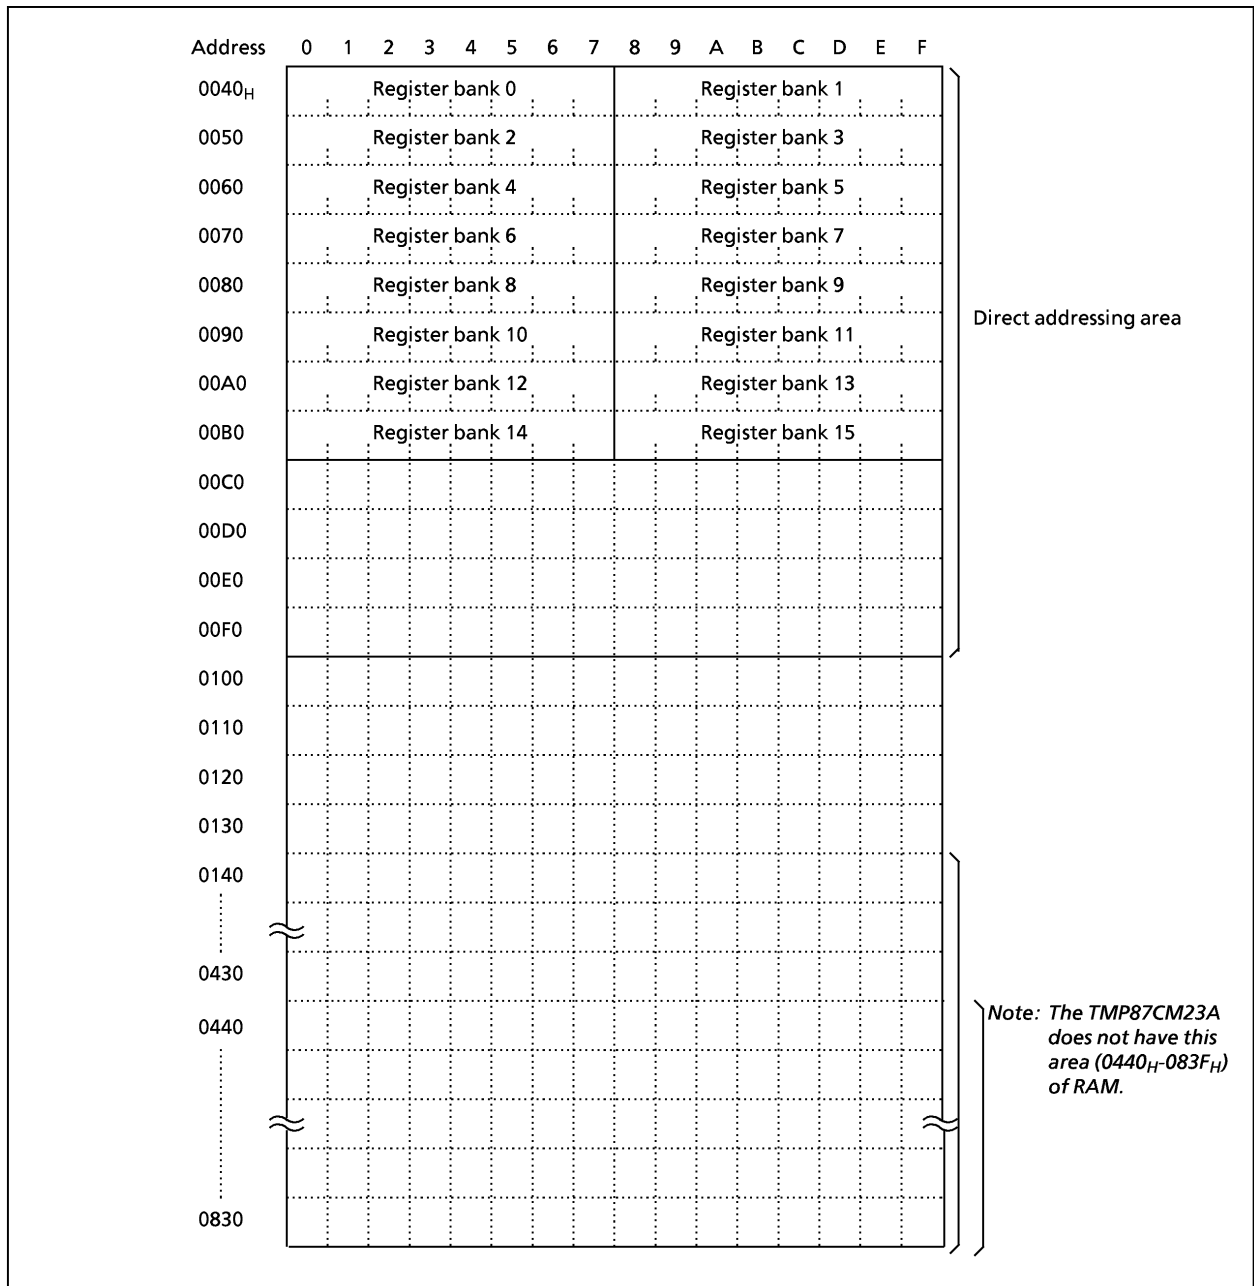 Address 0 1 2 3 4 5 6 7 8 9 A B C D E F
0040H Register bank 0 Register bank 1
0050 Register bank 2 Register bank 3
0060 Register bank 4 Register bank 5
0070 Register bank 6 Register bank 7
0080 Register bank 8 Register bank 9
Direct addressing area
0090 Register bank 10 Register bank 11
00A0 Register bank 12 Register bank 13
00B0 Register bank 14 Register bank 15
00C0
00D0
00E0
00F0
0100
0110
0120
0130
0140
0430
0440
Note: The TMP87CM23A
does not have this
area (0440H-083FH)
of RAM.
0830